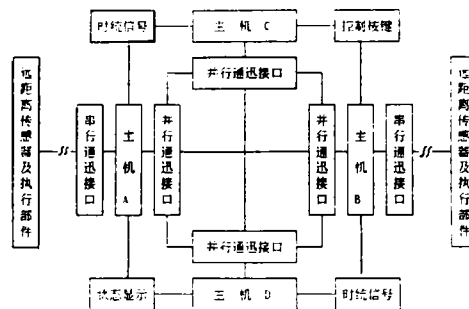 时统信号
主机C
控制按键
并行通迅接口
远距离传感器及执行部件
串行通迅接口
主机A
并行通迅接口
并行通迅接口
主机B
串行通迅接口
远距离传感器及执行部件
并行通迅接口
状态显示
主机D
时统信号